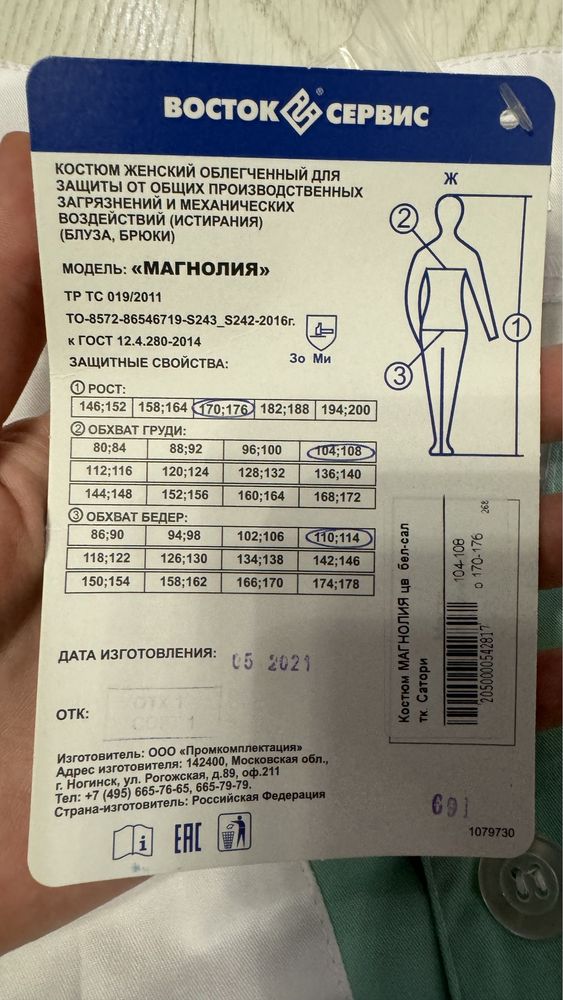 ВОСТОК СЕРВИС
КОСТЮМ ЖЕНСКИЙ ОБЛЕГЧЕННЫЙ ДЛЯ
ЗАЩИТЫ ОТ ОБЩИХ ПРОИЗВОДСТВЕННЫХ
ЗАГРЯЗНЕНИЙ И МЕХАНИЧЕСКИХ
ВОЗДЕЙСТВИЙ (ИСТИРАНИЯ)
(БЛУЗА, БРЮКИ)
МОДЕЛЬ: «МАГНОЛИЯ»
ТР ТС 019/2011
ТО-8572-86546719-S243_S242-2016г.
к ГОСТ 12.4.280-2014
ЗАЩИТНЫЕ СВОЙСТВА:
Зо Ми
Ж
2
1
3
1 РОСТ:
146;152 158;164 170;176 182;188 194;200
2 ОБХВАТ ГРУДИ:
80;84 88;92 96;100 104;108
112;116 120;124 128;132 136;140
144;148 152;156 160;164 168;172
3 ОБХВАТ БЕДЕР:
86;90 94;98 102;106 110;114
118;122 126;130 134;138 142;146
150;154 158;162 166;170 174;178
Костюм МАГНОЛИЯ цв бел-сал
тк. Сатори
104-108
р 170-176
268
2050000542817
ДАТА ИЗГОТОВЛЕНИЯ: 05 2021
ОТК:
Изготовитель: ООО «Промкомплектация»
Адрес изготовителя: 142400, Московская обл.,
г. Ногинск, ул. Рогожская, д.89, оф.211
Тел: +7 (495) 665-76-65, 665-79-79.
Страна-изготовитель: Российская Федерация
i EAC
691
1079730